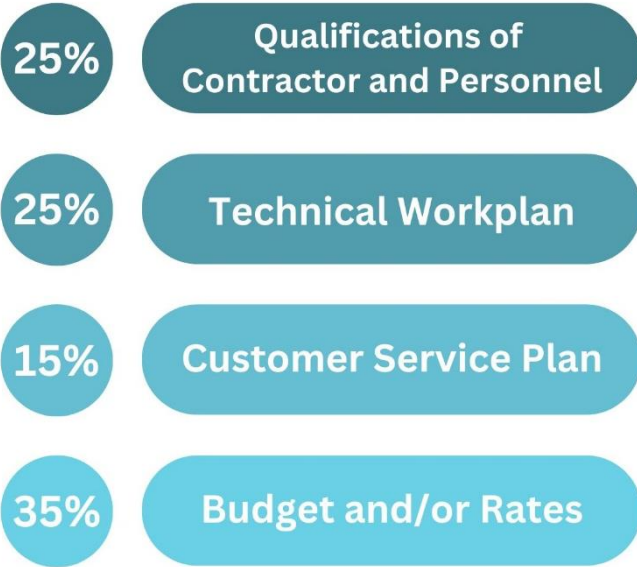 25%
Qualifications of
Contractor and Personnel
25%
Technical Workplan
15%
Customer Service Plan
35%
Budget and/or Rates